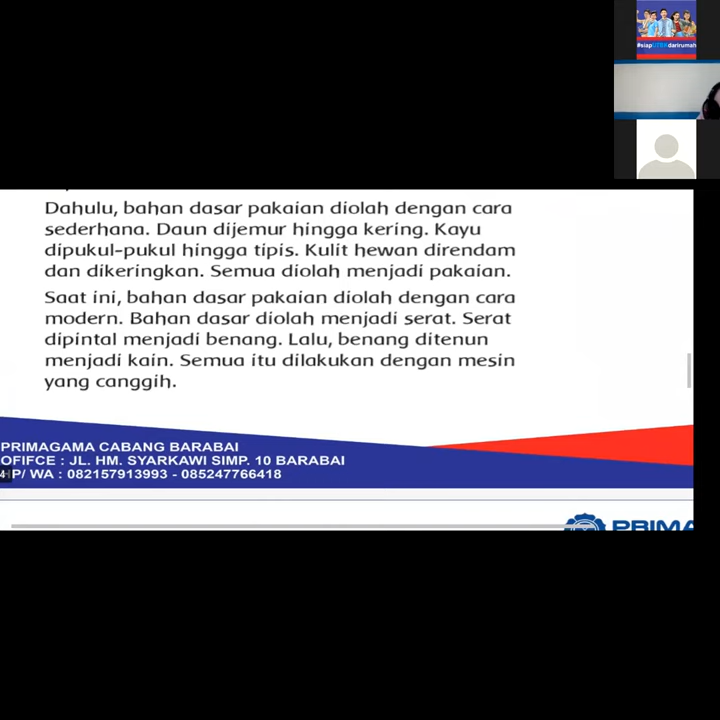 #siapUTBKdarirumah
Dahulu, bahan dasar pakaian diolah dengan cara
sederhana. Daun dijemur hingga kering. Kayu
dipukul-pukul hingga tipis. Kulit hewan direndam
dan dikeringkan. Semua diolah menjadi pakaian.
Saat ini, bahan dasar pakaian diolah dengan cara
modern. Bahan dasar diolah menjadi serat. Serat
dipintal menjadi benang. Lalu, benang ditenun
menjadi kain. Semua itu dilakukan dengan mesin
yang canggih.
PRIMAGAMA CABANG BARABAI
OFIFCE : JL. HM. SYARKAWI SIMP. 10 BARABAI
P/ WA : 082157913993 - 085247766418
PRIMA